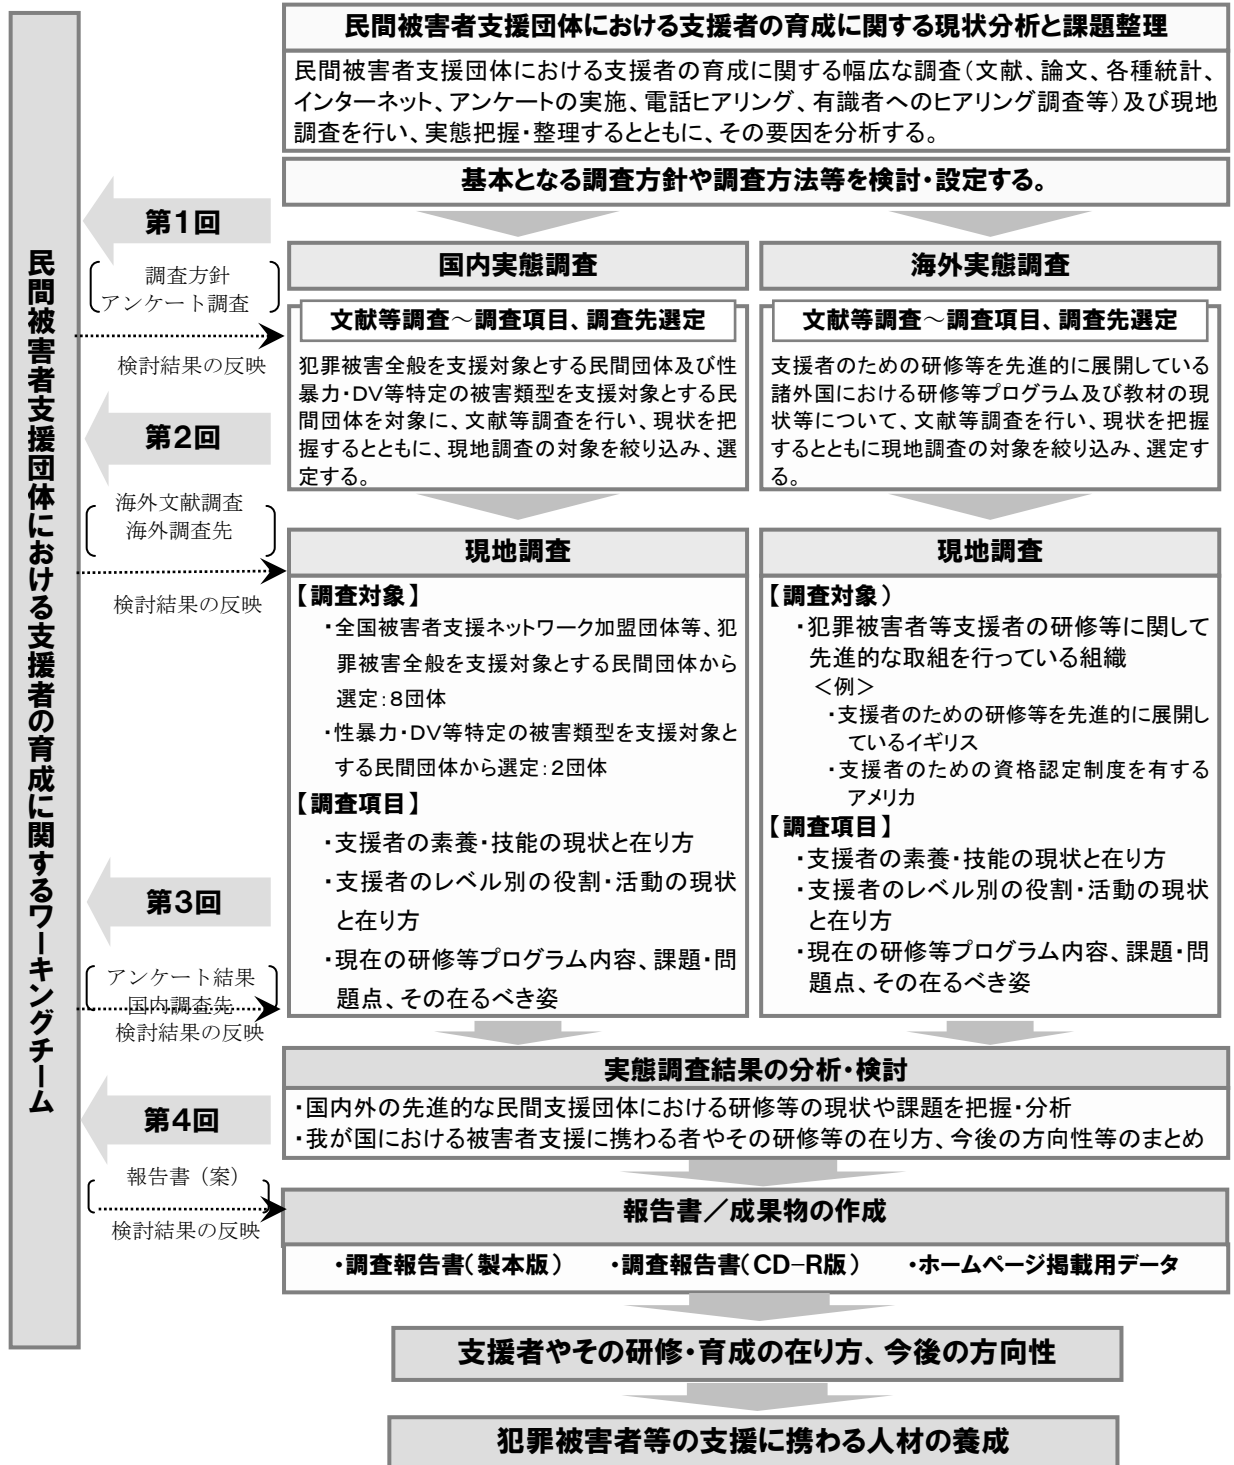 民間被害者支援団体における支援者の育成に関する現状分析と課題整理
民間被害者支援団体における支援者の育成に関する幅広な調査（文献、論文、各種統計、
インターネット、アンケートの実施、電話ヒアリング、有識者へのヒアリング調査等）及び現地
調査を行い、実態把握・整理するとともに、その要因を分析する。
基本となる調査方針や調査方法等を検討・設定する。
民間被害者支援団体における支援者の育成に関するワーキングチーム
第1回
調査方針
アンケート調査
検討結果の反映
第2回
海外文献調査
海外調査先
検討結果の反映
第3回
アンケート結果
国内調査先
検討結果の反映
第4回
報告書（案）
検討結果の反映
国内実態調査
文献等調査～調査項目、調査先選定
犯罪被害全般を支援対象とする民間団体及び性
暴力・DV等特定の被害類型を支援対象とする民
間団体を対象に、文献等調査を行い、現状を把
握するとともに、現地調査の対象を絞り込み、選
定する。
現地調査
【調査対象】
・全国被害者支援ネットワーク加盟団体等、犯
罪被害全般を支援対象とする民間団体から
選定：8団体
・性暴力・DV等特定の被害類型を支援対象と
する民間団体から選定：2団体
【調査項目】
・支援者の素養・技能の現状と在り方
・支援者のレベル別の役割・活動の現状
と在り方
・現在の研修等プログラム内容、課題・問
題点、その在るべき姿
海外実態調査
文献等調査～調査項目、調査先選定
支援者のための研修等を先進的に展開している
諸外国における研修等プログラム及び教材の現
状等について、文献等調査を行い、現状を把握
するとともに現地調査の対象を絞り込み、選定す
る。
現地調査
【調査対象）
・犯罪被害者等支援者の研修等に関して
先進的な取組を行っている組織
＜例＞
・支援者のための研修等を先進的に展開し
ているイギリス
・支援者のための資格認定制度を有する
アメリカ
【調査項目】
・支援者の素養・技能の現状と在り方
・支援者のレベル別の役割・活動の現状
と在り方
・現在の研修等プログラム内容、課題・問
題点、その在るべき姿
実態調査結果の分析・検討
・国内外の先進的な民間支援団体における研修等の現状や課題を把握・分析
・我が国における被害者支援に携わる者やその研修等の在り方、今後の方向性等のまとめ
報告書／成果物の作成
・調査報告書（製本版）　・調査報告書（CD-R版）　・ホームページ掲載用データ
支援者やその研修・育成の在り方、今後の方向性
犯罪被害者等の支援に携わる人材の養成